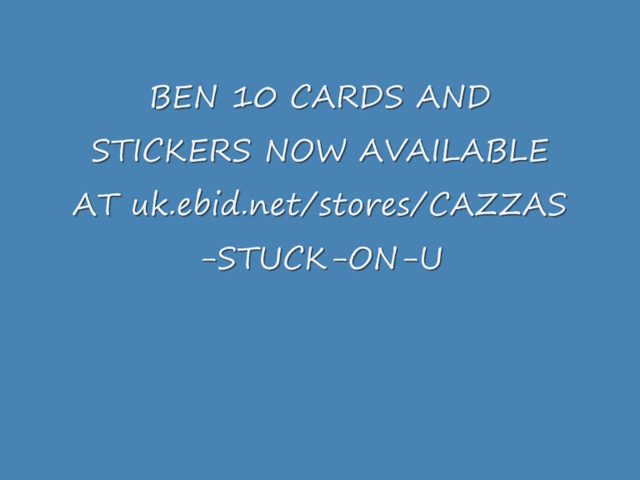 BEN 10 CARDS AND
STICKERS NOW AVAILABLE
AT uk.ebid.net/stores/CAZZAS
-STUCK-ON-U